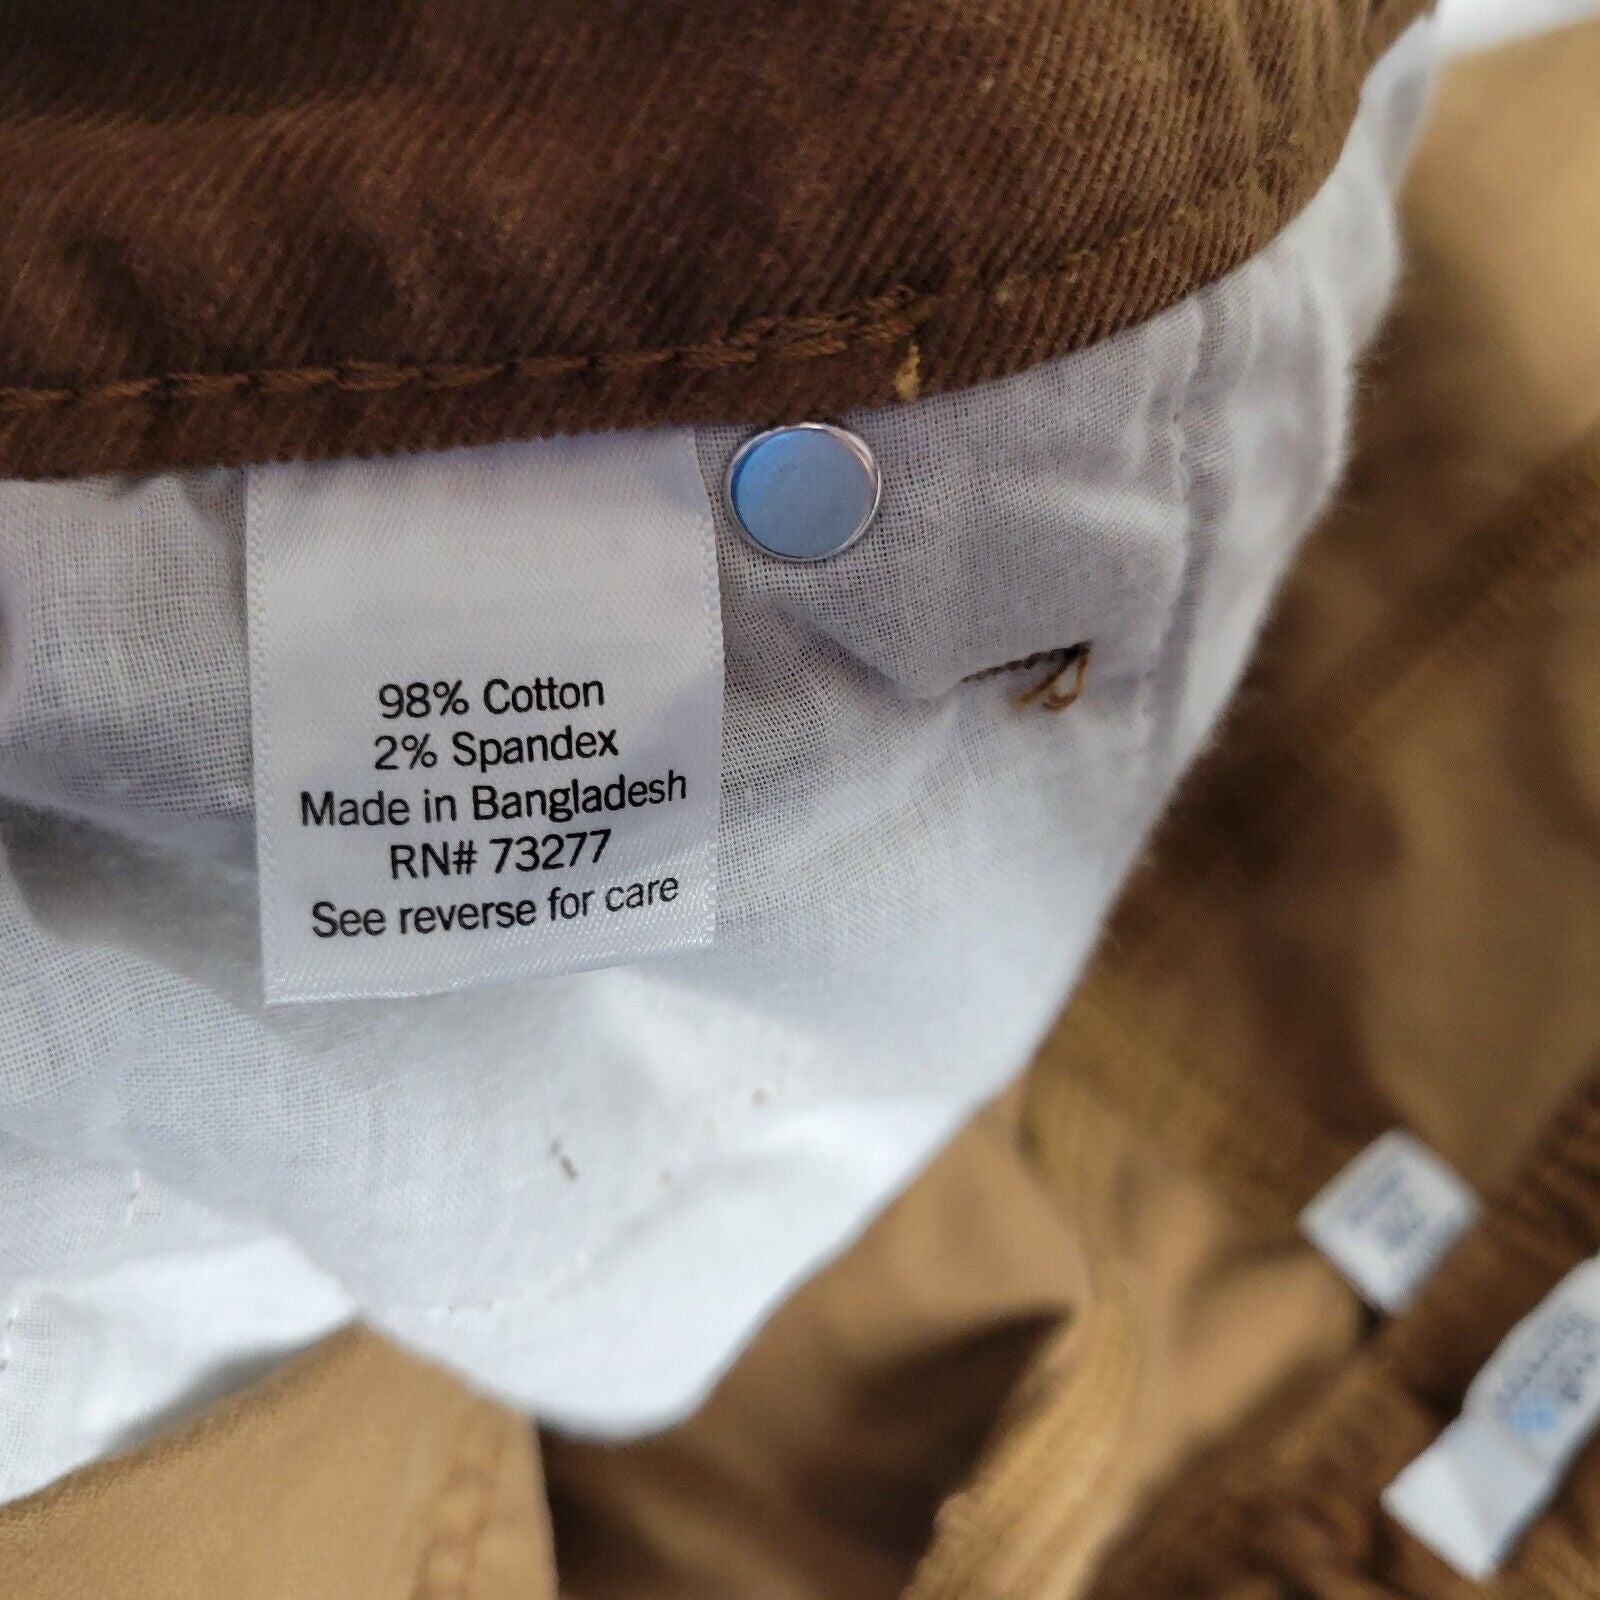 98% Cotton
2% Spandex
Made in Bangladesh
RN# 73277
See reverse for care